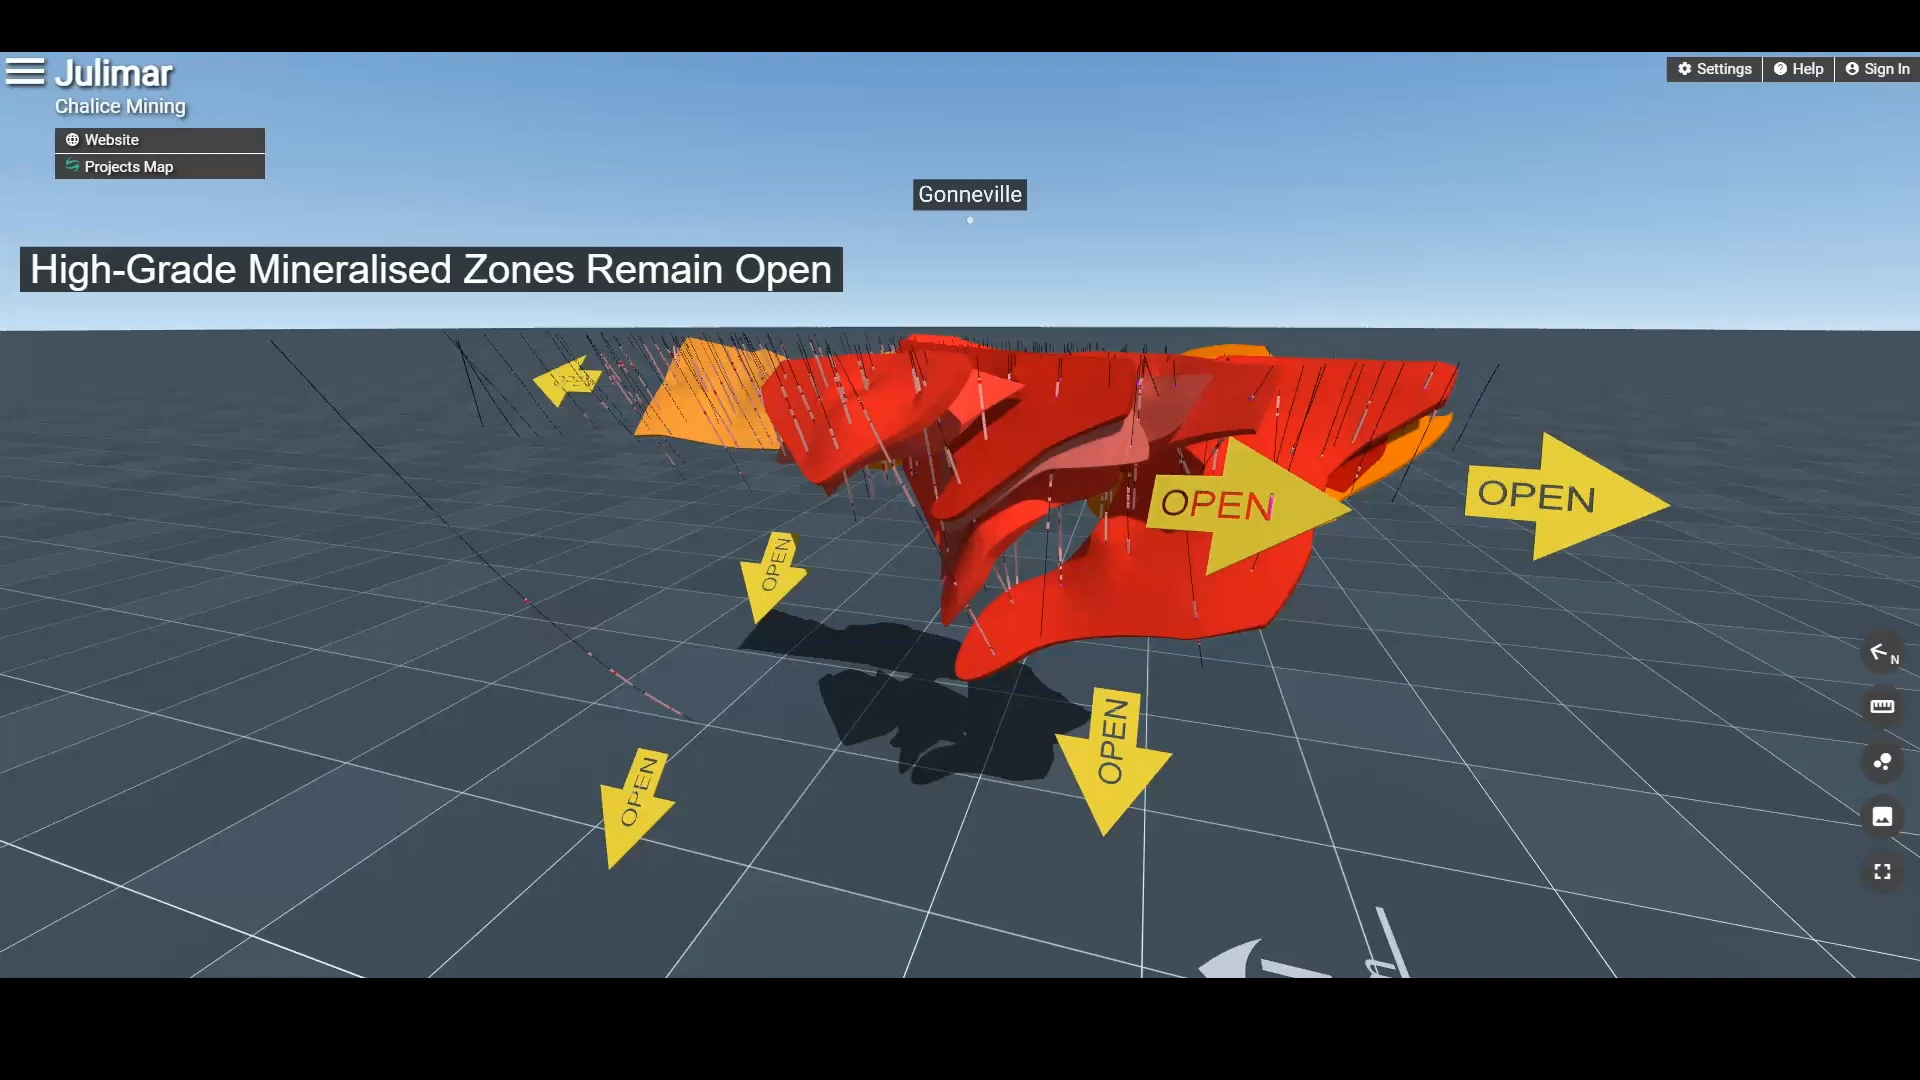 Julimar
Chalice Mining
Website
Projects Map
Settings
Help
Sign In
Gonneville
High-Grade Mineralised Zones Remain Open
OPEN
OPEN
OPEN
OPEN
OPEN
OPEN
N